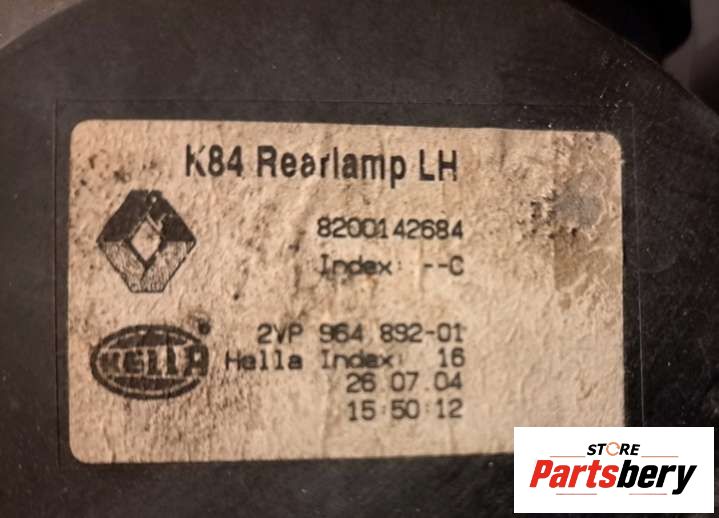 K84 Rearlamp LH
8200142684
Index: --C
HELLA
2VP 964 892-01
Hella Index: 16
26 07 04
15:50:12
STORE
Partsbery